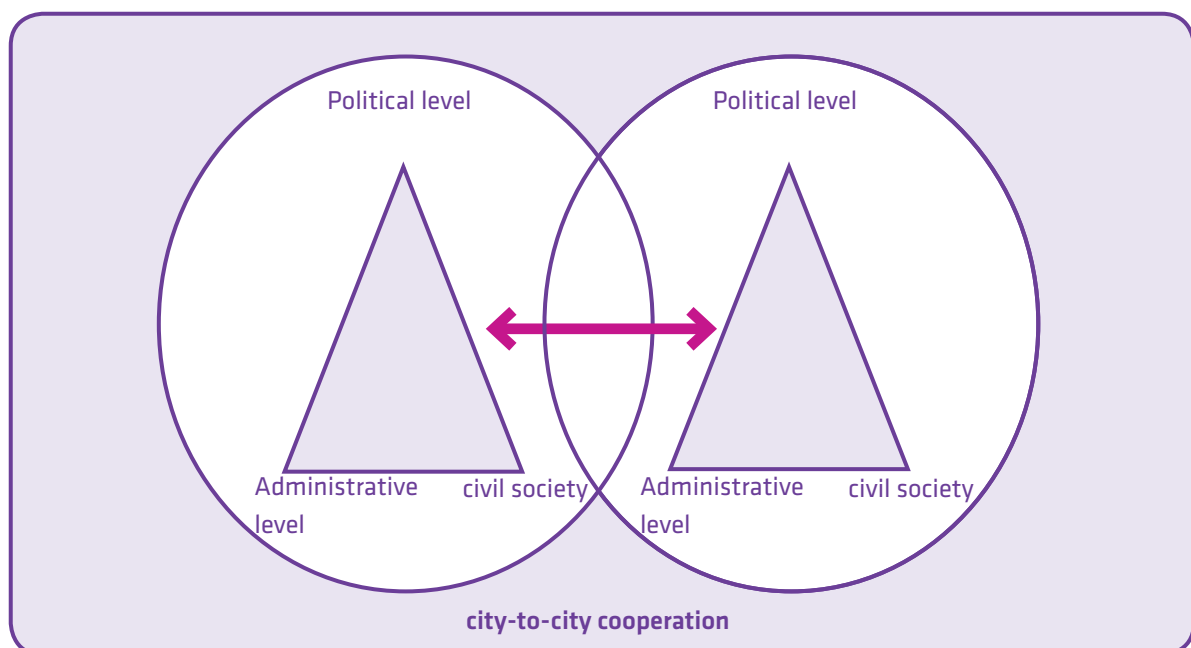 Political level
Political level
Administrative
level
civil society
Administrative
level
civil society
city-to-city cooperation